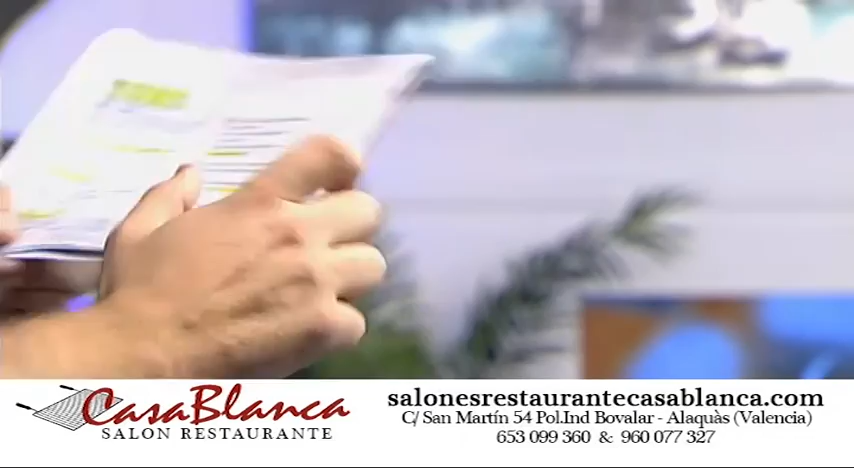 CasaBlanca
SALON RESTAURANTE
salonesrestaurantecasablanca.com
C/ San Martín 54 Pol.Ind Bovalar - Alaquàs (Valencia)
653 099 360 & 960 077 327